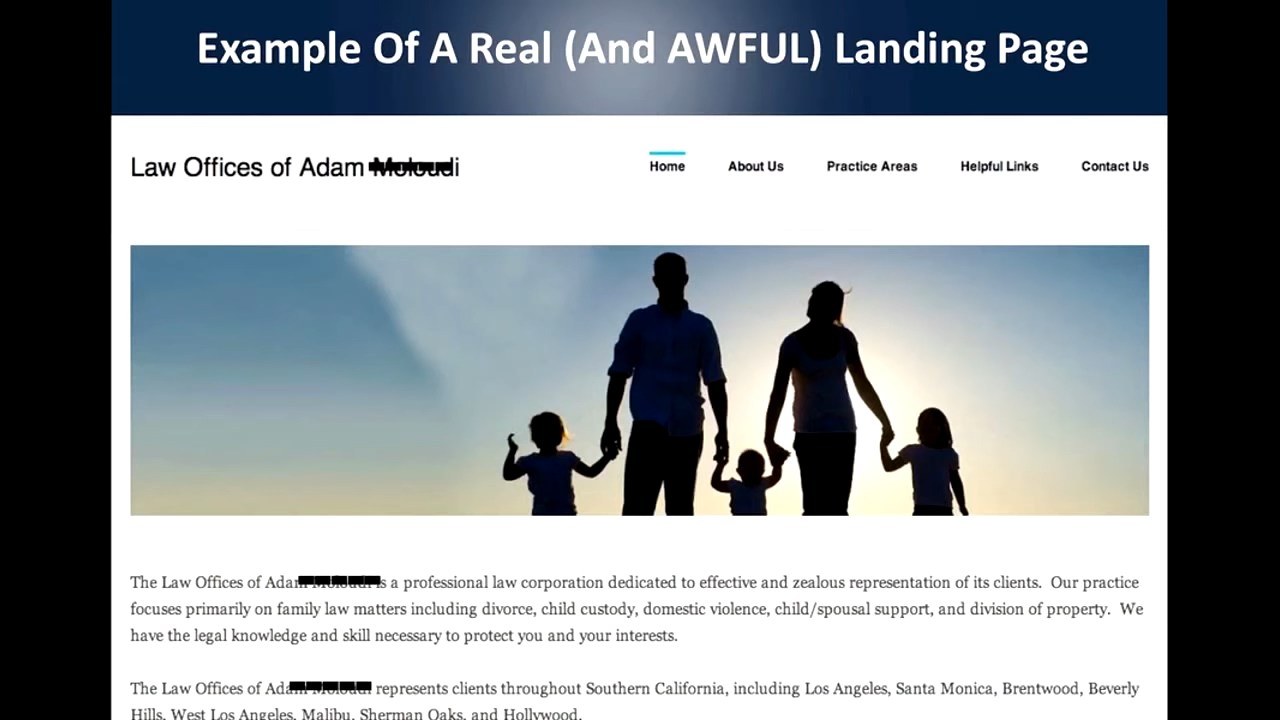 Example Of A Real (And AWFUL) Landing Page
Law Offices of Adam
Home About Us Practice Areas Helpful Links Contact Us
The Law Offices of Adam is a professional law corporation dedicated to effective and zealous representation of its clients. Our practice
focuses primarily on family law matters including divorce, child custody, domestic violence, child/spousal support, and division of property. We
have the legal knowledge and skill necessary to protect you and your interests.
The Law Offices of Adam represents clients throughout Southern California, including Los Angeles, Santa Monica, Brentwood, Beverly
Hills, West Los Angeles, Malibu, Sherman Oaks, and Hollywood.